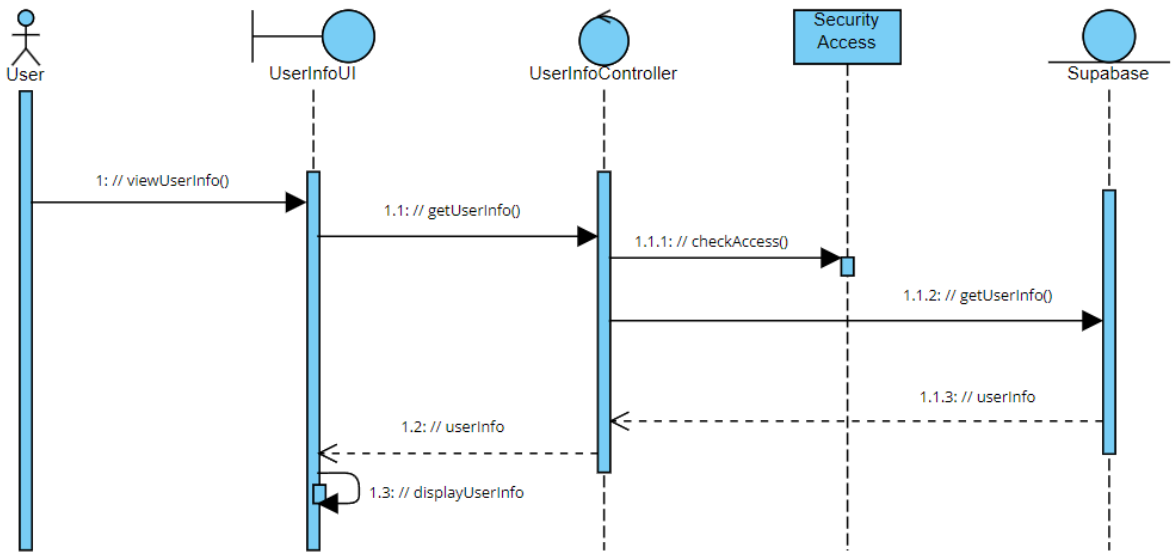 Security
Access
User
UserInfoUI
UserInfoController
Supabase
1: // viewUserInfo()
1.1: // getUserInfo()
1.1.1: // checkAccess()
1.1.2: // getUserInfo()
1.1.3: // userInfo
1.2: // userInfo
1.3: // displayUserInfo